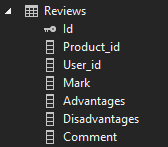 Reviews
Id
Product_id
User_id
Mark
Advantages
Disadvantages
Comment